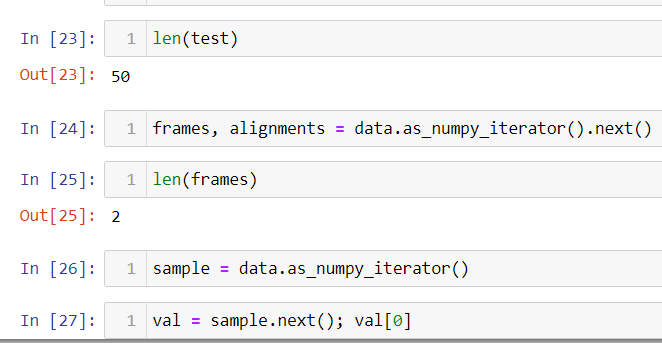 In [23]: 1 len(test)
Out[23]: 50
In [24]: 1 frames, alignments = data.as_numpy_iterator().next()
In [25]: 1 len(frames)
Out[25]: 2
In [26]: 1 sample = data.as_numpy_iterator()
In [27]: 1 val = sample.next(); val[0]